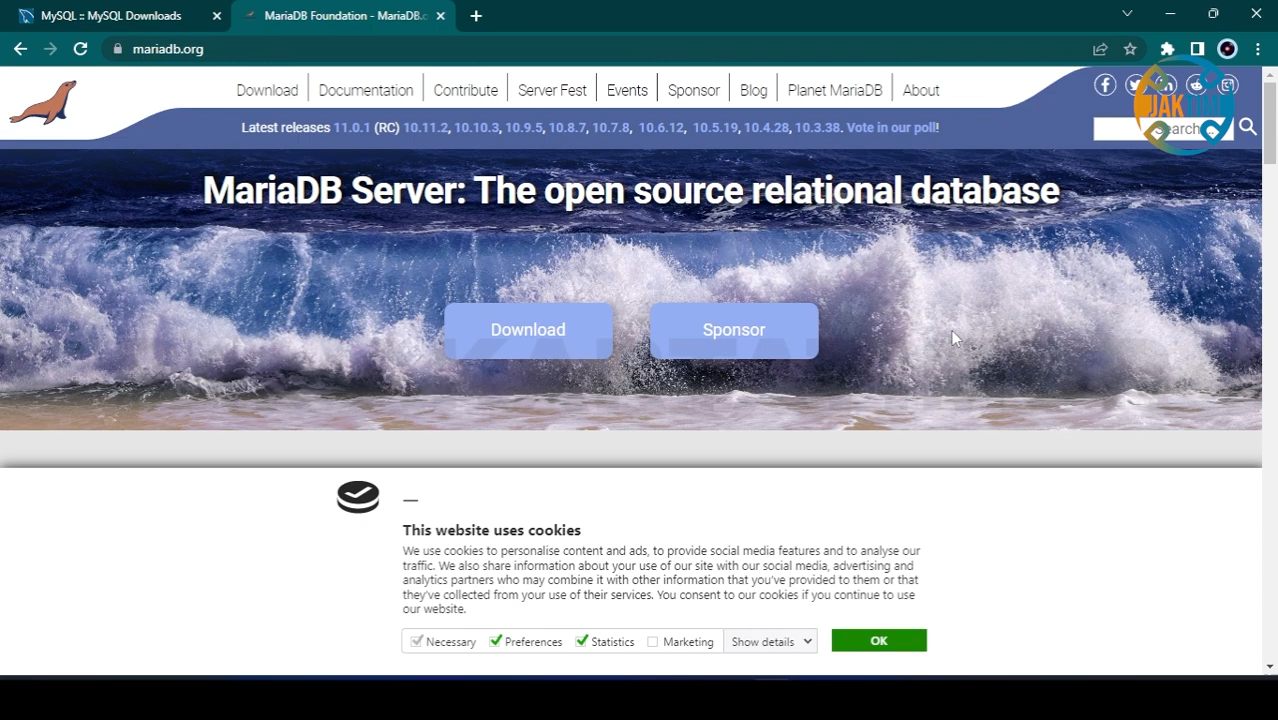 MySQL :: MySQL Downloads
MariaDB Foundation - MariaDB.o
mariadb.org
Download Documentation Contribute Server Fest Events Sponsor Blog Planet MariaDB About
Latest releases 11.0.1 (RC) 10.11.2, 10.10.3, 10.9.5, 10.8.7, 10.7.8, 10.6.12, 10.5.19, 10.4.28, 10.3.38. Vote in our poll!
Search...
MariaDB Server: The open source relational database
Download
Sponsor
This website uses cookies
We use cookies to personalise content and ads, to provide social media features and to analyse our
traffic. We also share information about your use of our site with our social media, advertising and
analytics partners who may combine it with other information that you've provided to them or that
they've collected from your use of their services. You consent to our cookies if you continue to use
our website.
Necessary Preferences Statistics Marketing Show details OK